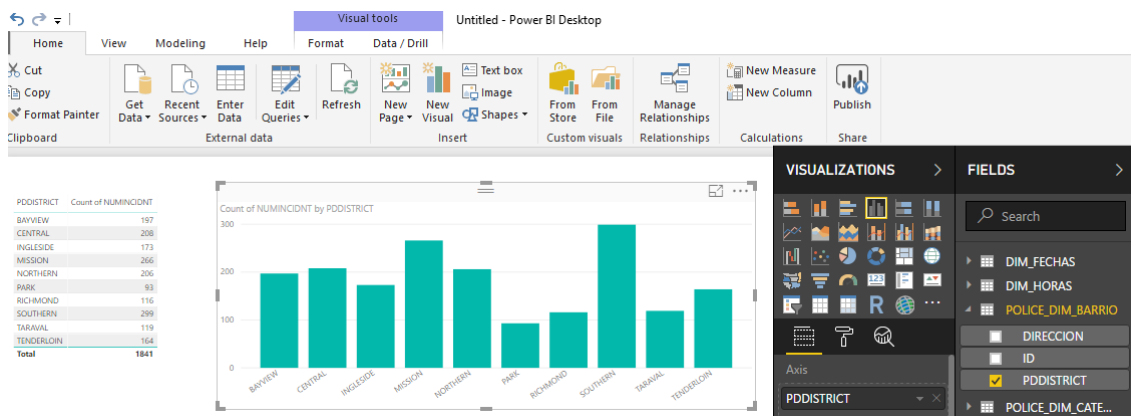 Visual tools
Untitled - Power BI Desktop
Home View Modeling Help Format Data / Drill
Cut
Copy
Format Painter
Clipboard
Get Data
Recent Sources
Enter Data
Edit Queries
Refresh
External data
New Page
New Visual
Text box
Image
Shapes
Insert
From Store
From File
Custom visuals
Manage Relationships
Relationships
New Measure
New Column
Calculations
Publish
Share
PDDISTRICT Count of NUMINCIDNT
BAYVIEW 197
CENTRAL 208
INGLESIDE 173
MISSION 266
NORTHERN 206
PARK 93
RICHMOND 116
SOUTHERN 299
TARAVAL 119
TENDERLOIN 164
Total 1841
Count of NUMINCIDNT by PDDISTRICT
300
200
100
0
BAYVIEW CENTRAL INGLESIDE MISSION NORTHERN PARK RICHMOND SOUTHERN TARAVAL TENDERLOIN
VISUALIZATIONS
123
R
Axis
PDDISTRICT
FIELDS
Search
DIM_FECHAS
DIM_HORAS
POLICE_DIM_BARRIO
DIRECCION
ID
PDDISTRICT
POLICE_DIM_CATE...